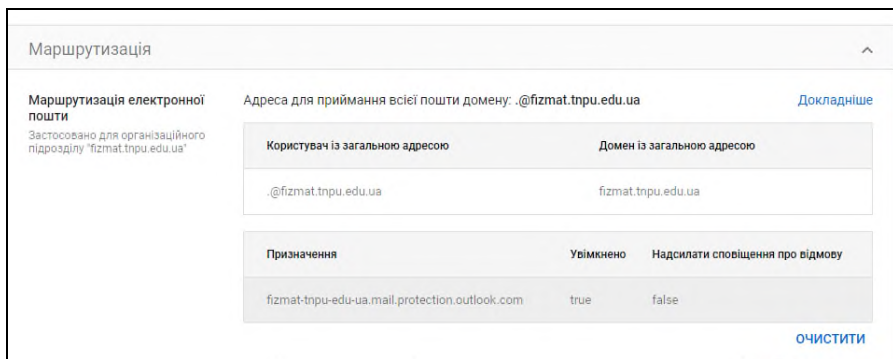 Маршрутизація
Маршрутизація електронної
пошти
Застосовано для організаційного
підрозділу "fizmat.tnpu.edu.ua"
Адреса для приймання всієї пошти домену: .@fizmat.tnpu.edu.ua
Докладніше
Користувач із загальною адресою Домен із загальною адресою
.@fizmat.tnpu.edu.ua fizmat.tnpu.edu.ua
Призначення Увімкнено Надсилати сповіщення про відмову
fizmat-tnpu-edu-ua.mail.protection.outlook.com true false
ОЧИСТИТИ